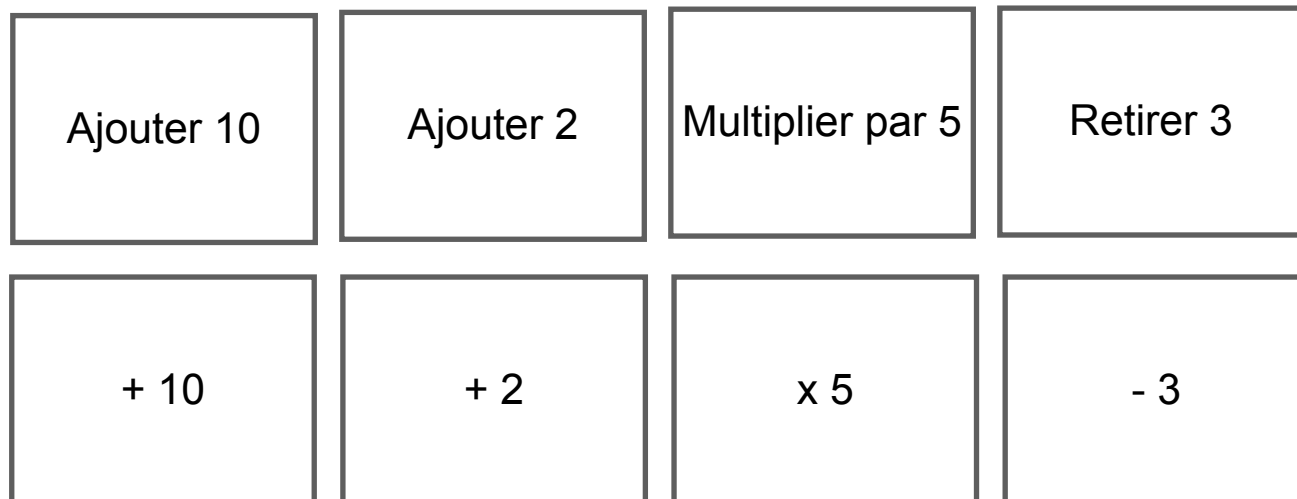 Ajouter 10
Ajouter 2
Multiplier par 5
Retirer 3
+ 10
+ 2
x 5
- 3